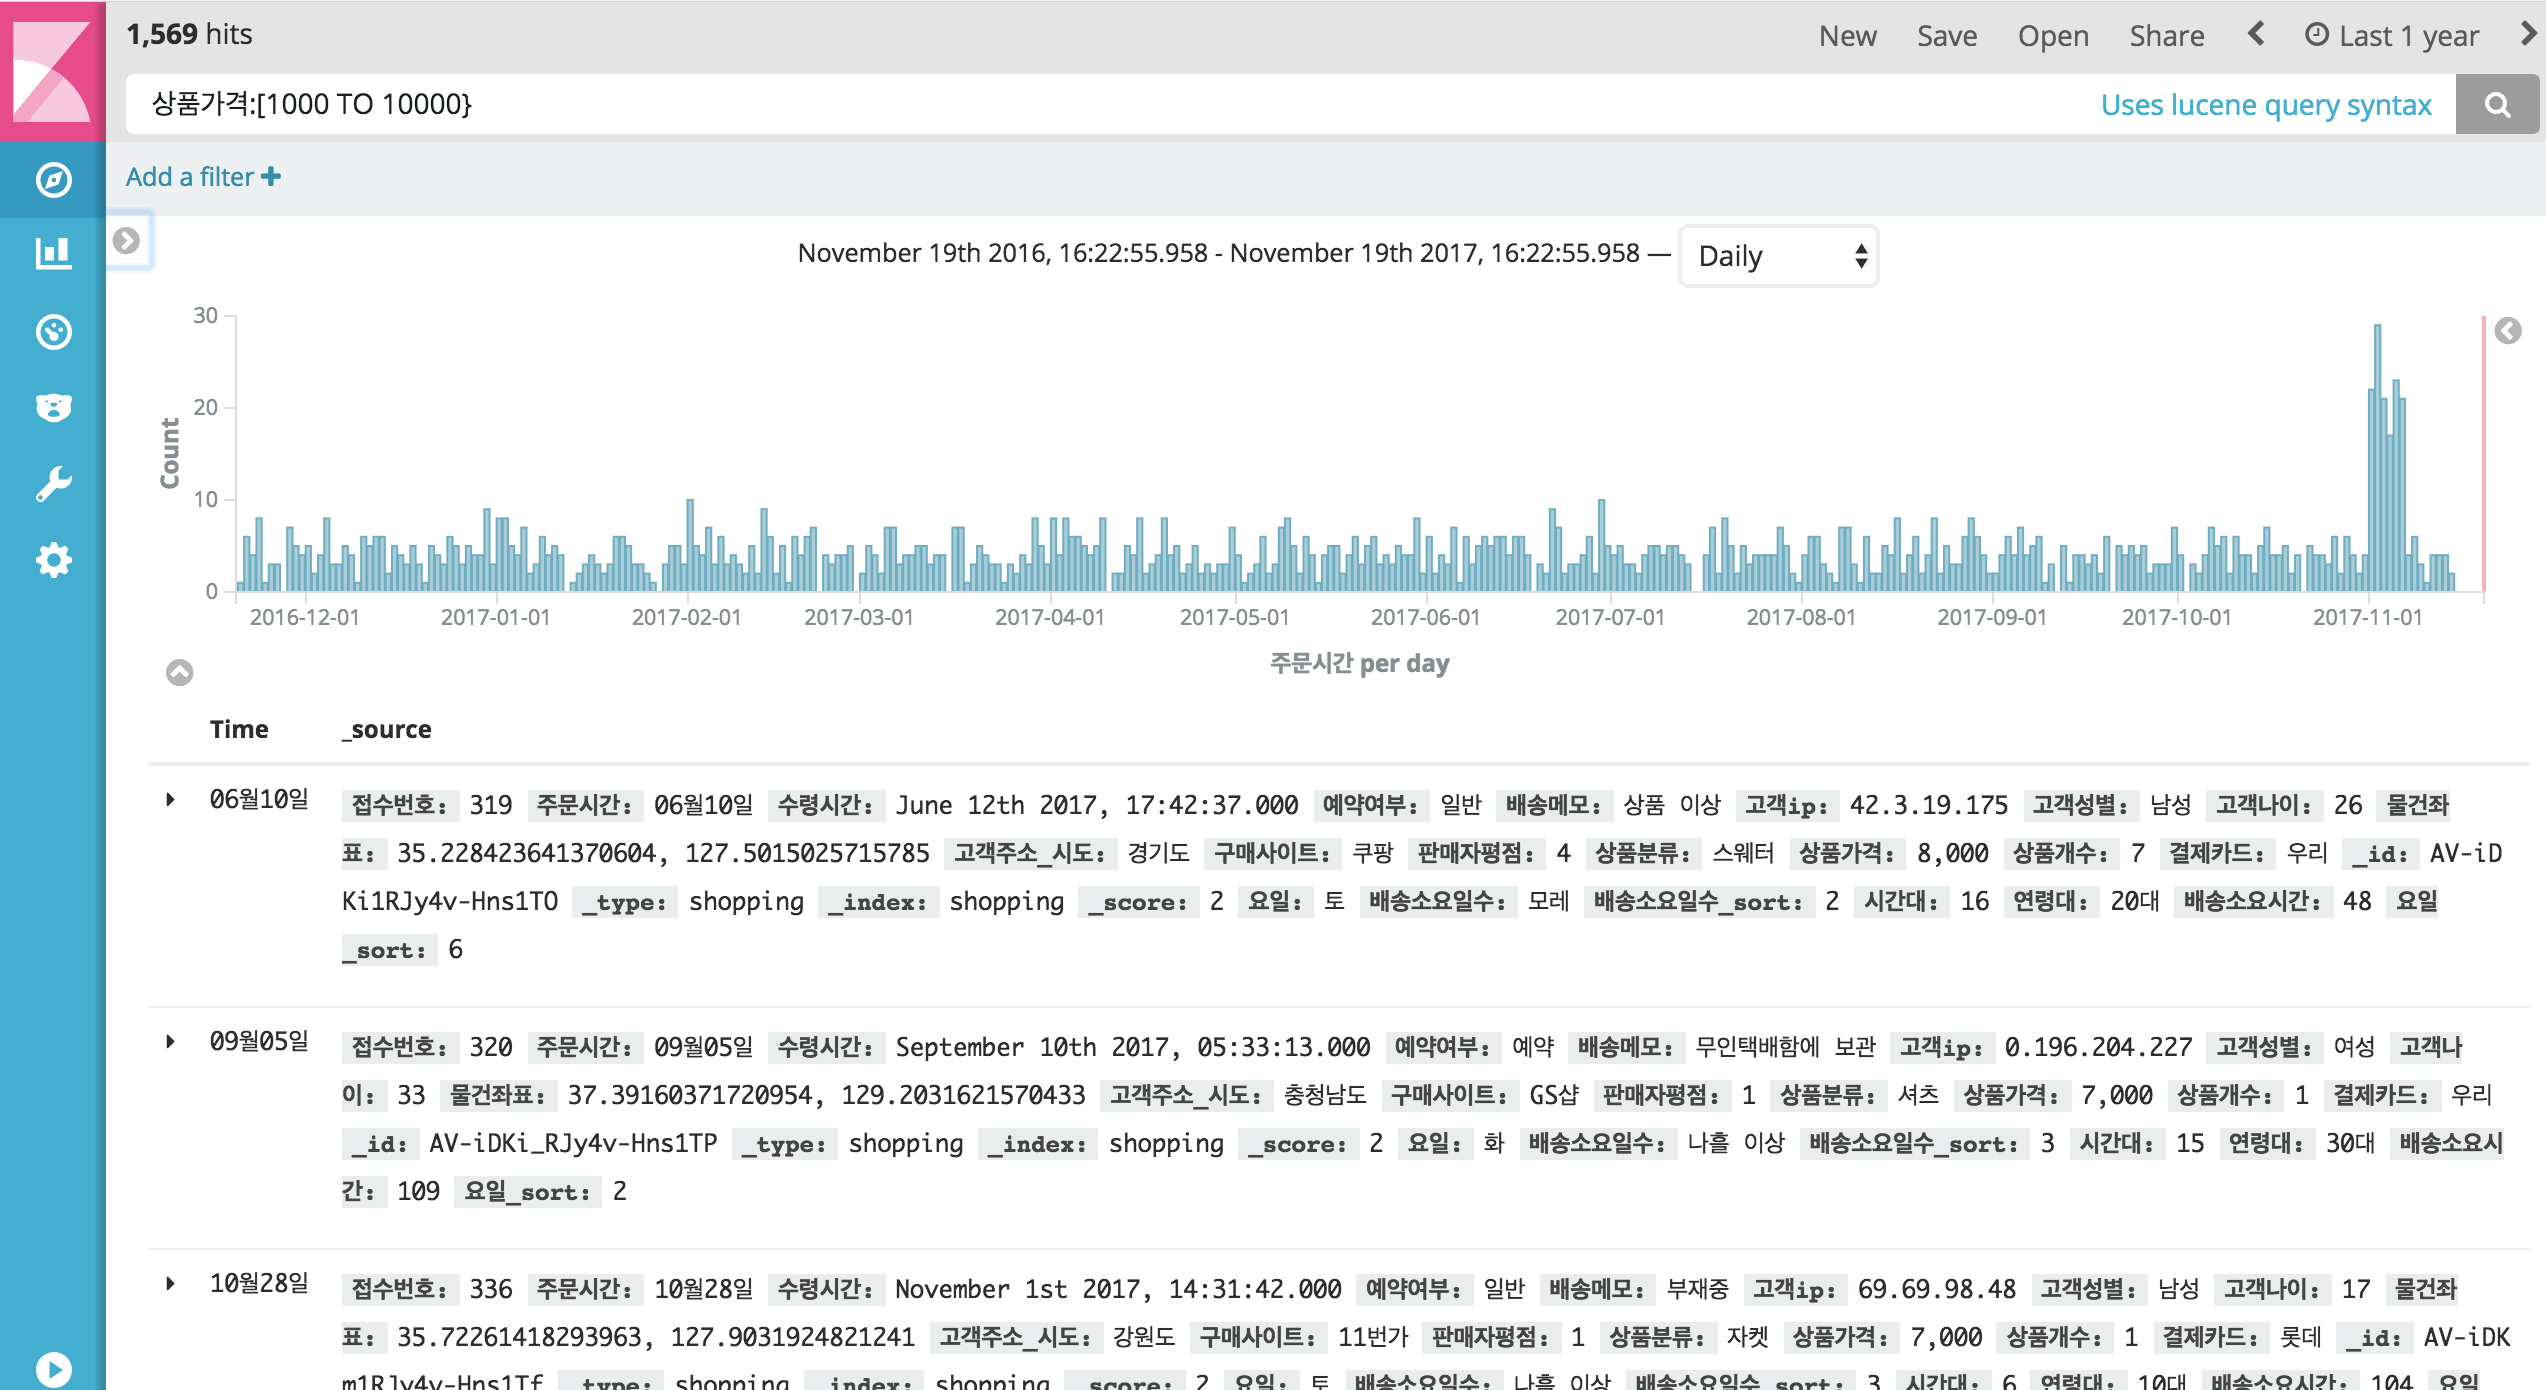 1,569 hits
New Save Open Share Last 1 year
상품가격:[1000 TO 10000}
Uses lucene query syntax
Add a filter
November 19th 2016, 16:22:55.958 - November 19th 2017, 16:22:55.958 — Daily
30
20
10
0
Count
2016-12-01 2017-01-01 2017-02-01 2017-03-01 2017-04-01 2017-05-01 2017-06-01 2017-07-01 2017-08-01 2017-09-01 2017-10-01 2017-11-01
주문시간 per day
Time _source
06월10일 접수번호: 319 주문시간: 06월10일 수령시간: June 12th 2017, 17:42:37.000 예약여부: 일반 배송메모: 상품 이상 고객ip: 42.3.19.175 고객성별: 남성 고객나이: 26 물건좌
표: 35.228423641370604, 127.5015025715785 고객주소_시도: 경기도 구매사이트: 쿠팡 판매자평점: 4 상품분류: 스웨터 상품가격: 8,000 상품개수: 7 결제카드: 우리 _id: AV-iD
Ki1RJy4v-Hns1TO _type: shopping _index: shopping _score: 2 요일: 토 배송소요일수: 모레 배송소요일수_sort: 2 시간대: 16 연령대: 20대 배송소요시간: 48 요일
_sort: 6
09월05일 접수번호: 320 주문시간: 09월05일 수령시간: September 10th 2017, 05:33:13.000 예약여부: 예약 배송메모: 무인택배함에 보관 고객ip: 0.196.204.227 고객성별: 여성 고객나
이: 33 물건좌표: 37.39160371720954, 129.2031621570433 고객주소_시도: 충청남도 구매사이트: GS샵 판매자평점: 1 상품분류: 셔츠 상품가격: 7,000 상품개수: 1 결제카드: 우리
_id: AV-iDKi_RJy4v-Hns1TP _type: shopping _index: shopping _score: 2 요일: 화 배송소요일수: 나흘 이상 배송소요일수_sort: 3 시간대: 15 연령대: 30대 배송소요시
간: 109 요일_sort: 2
10월28일 접수번호: 336 주문시간: 10월28일 수령시간: November 1st 2017, 14:31:42.000 예약여부: 일반 배송메모: 부재중 고객ip: 69.69.98.48 고객성별: 남성 고객나이: 17 물건좌
표: 35.72261418293963, 127.9031924821241 고객주소_시도: 강원도 구매사이트: 11번가 판매자평점: 1 상품분류: 자켓 상품가격: 7,000 상품개수: 1 결제카드: 롯데 _id: AV-iDK
m1RJy4v-Hns1Tf _type: shopping _index: shopping _score: 2 요일: 토 배송소요일수: 나흘 이상 배송소요일수_sort: 3 시간대: 6 연령대: 10대 배송소요시간: 104 요일